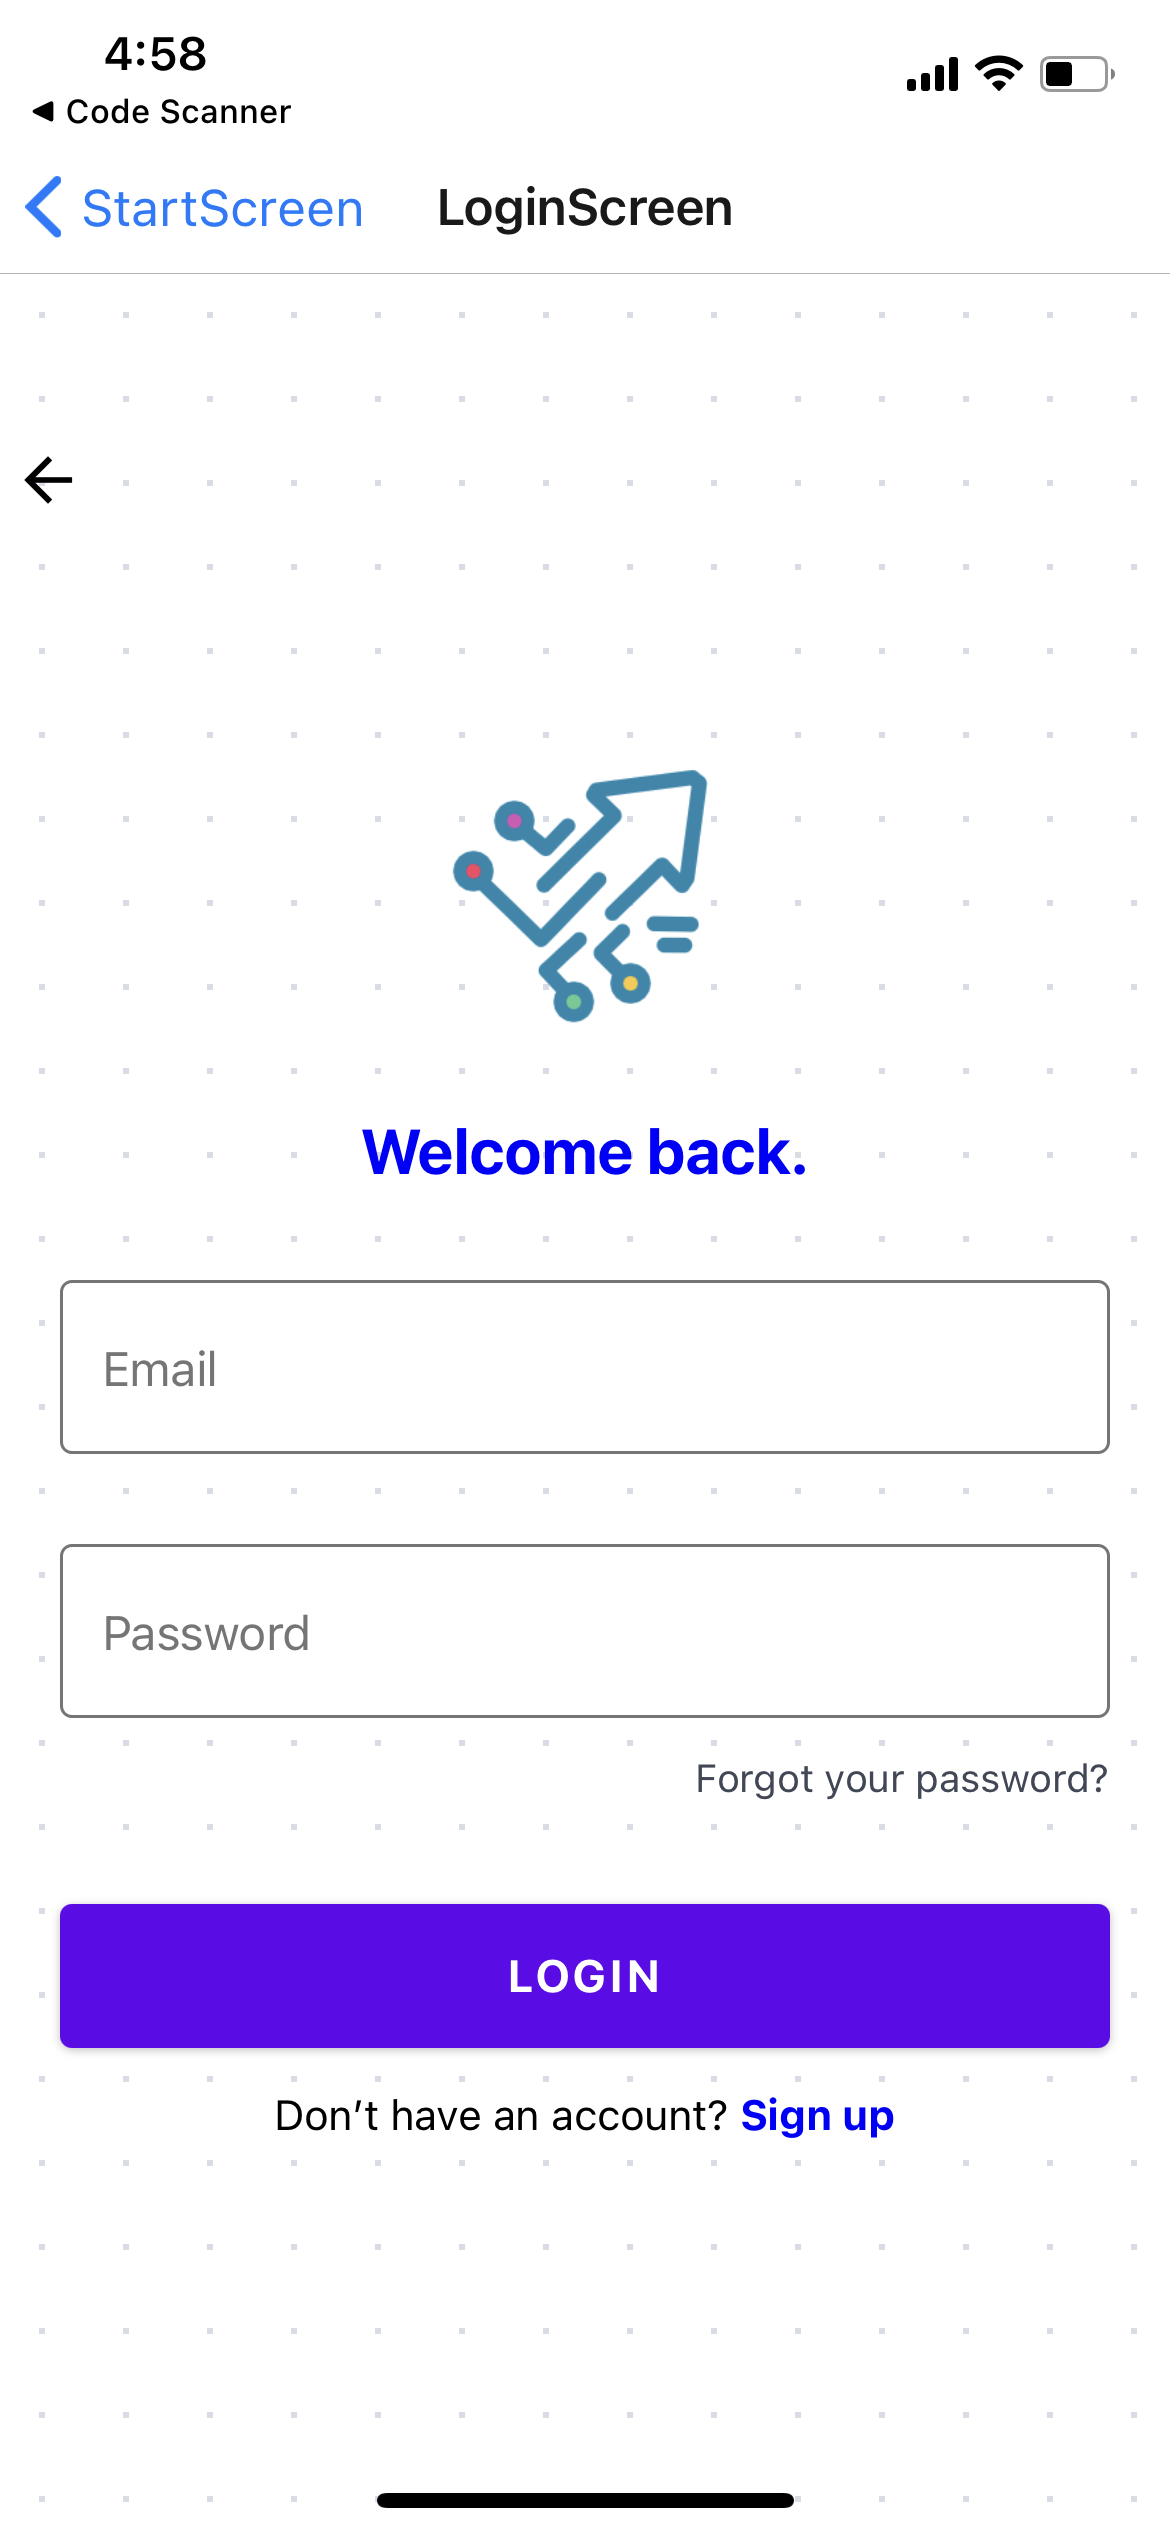 4:58
Code Scanner
StartScreen LoginScreen
Welcome back.
Email
Password
Forgot your password?
LOGIN
Don’t have an account? Sign up